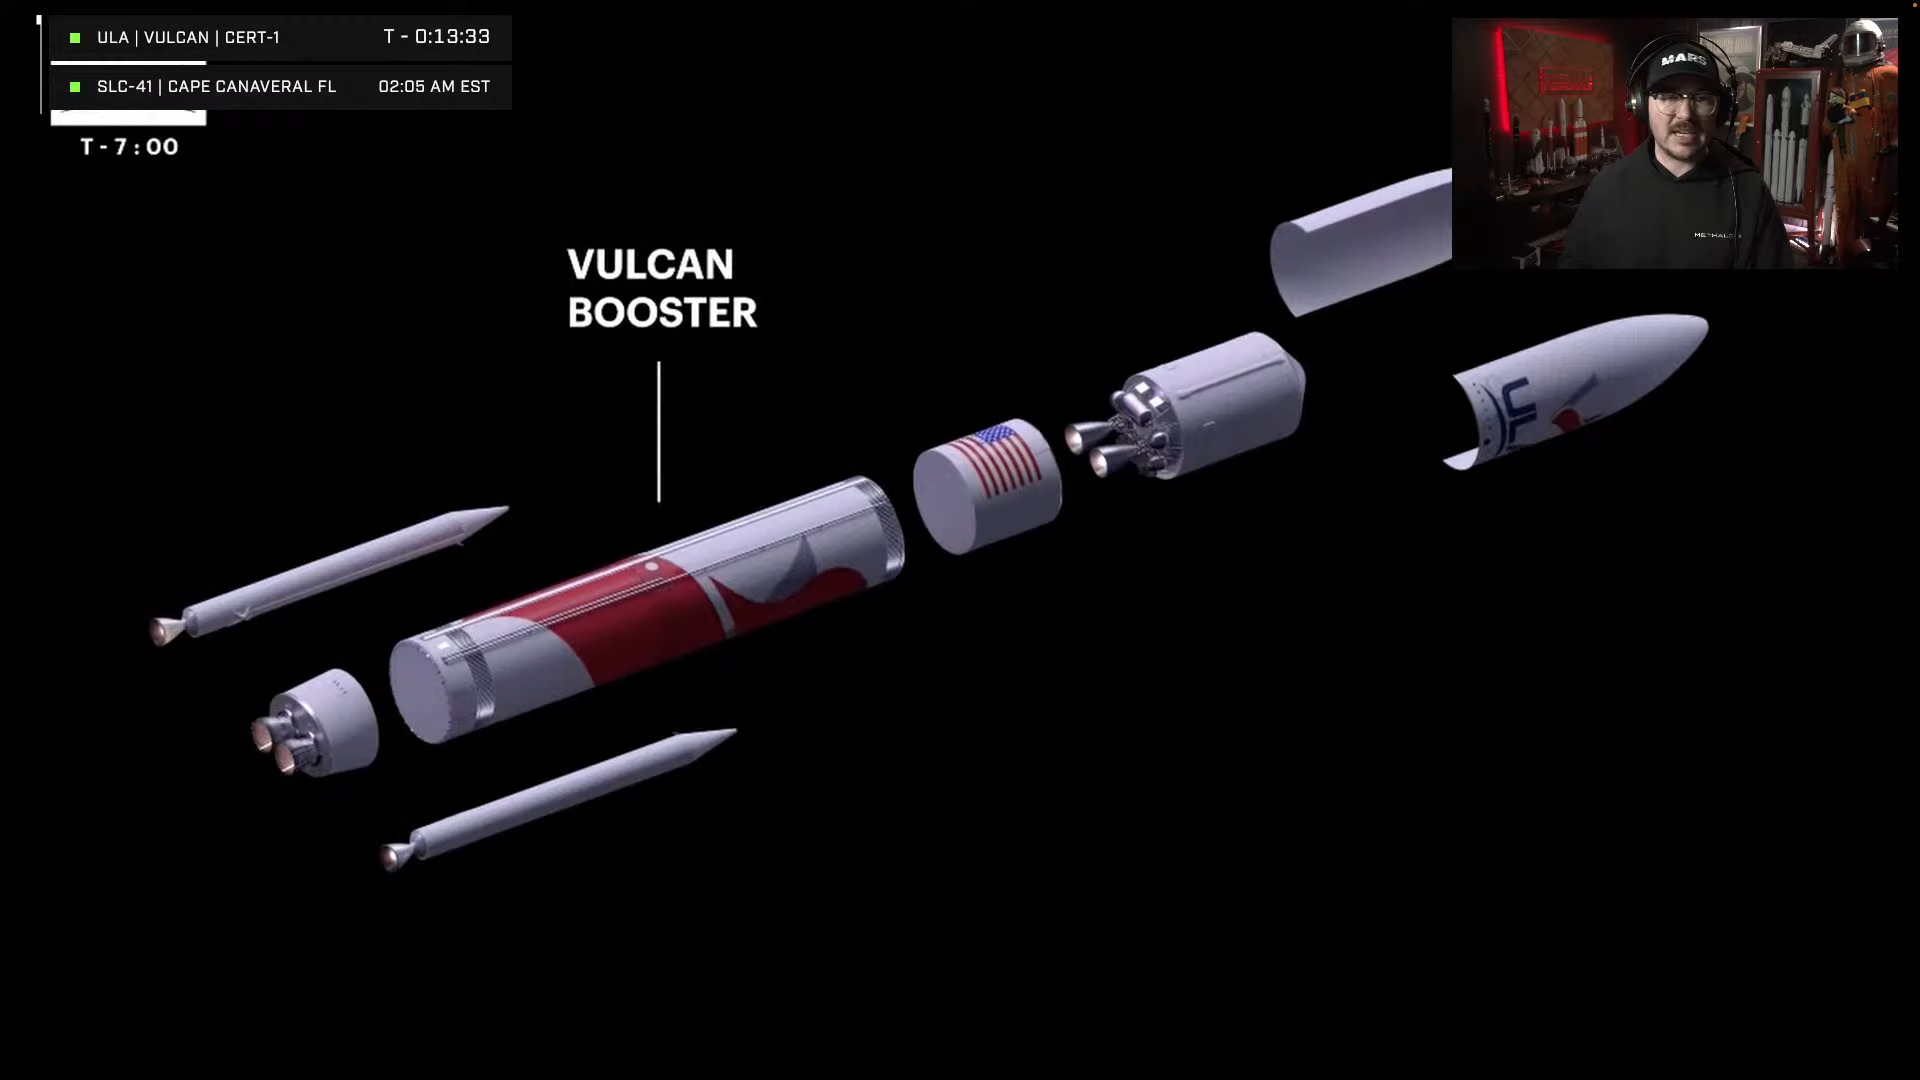 ULA | VULCAN | CERT-1 T - 0:13:33
SLC-41 | CAPE CANAVERAL FL 02:05 AM EST
T - 7 : 00
VULCAN
BOOSTER
MARS
UL